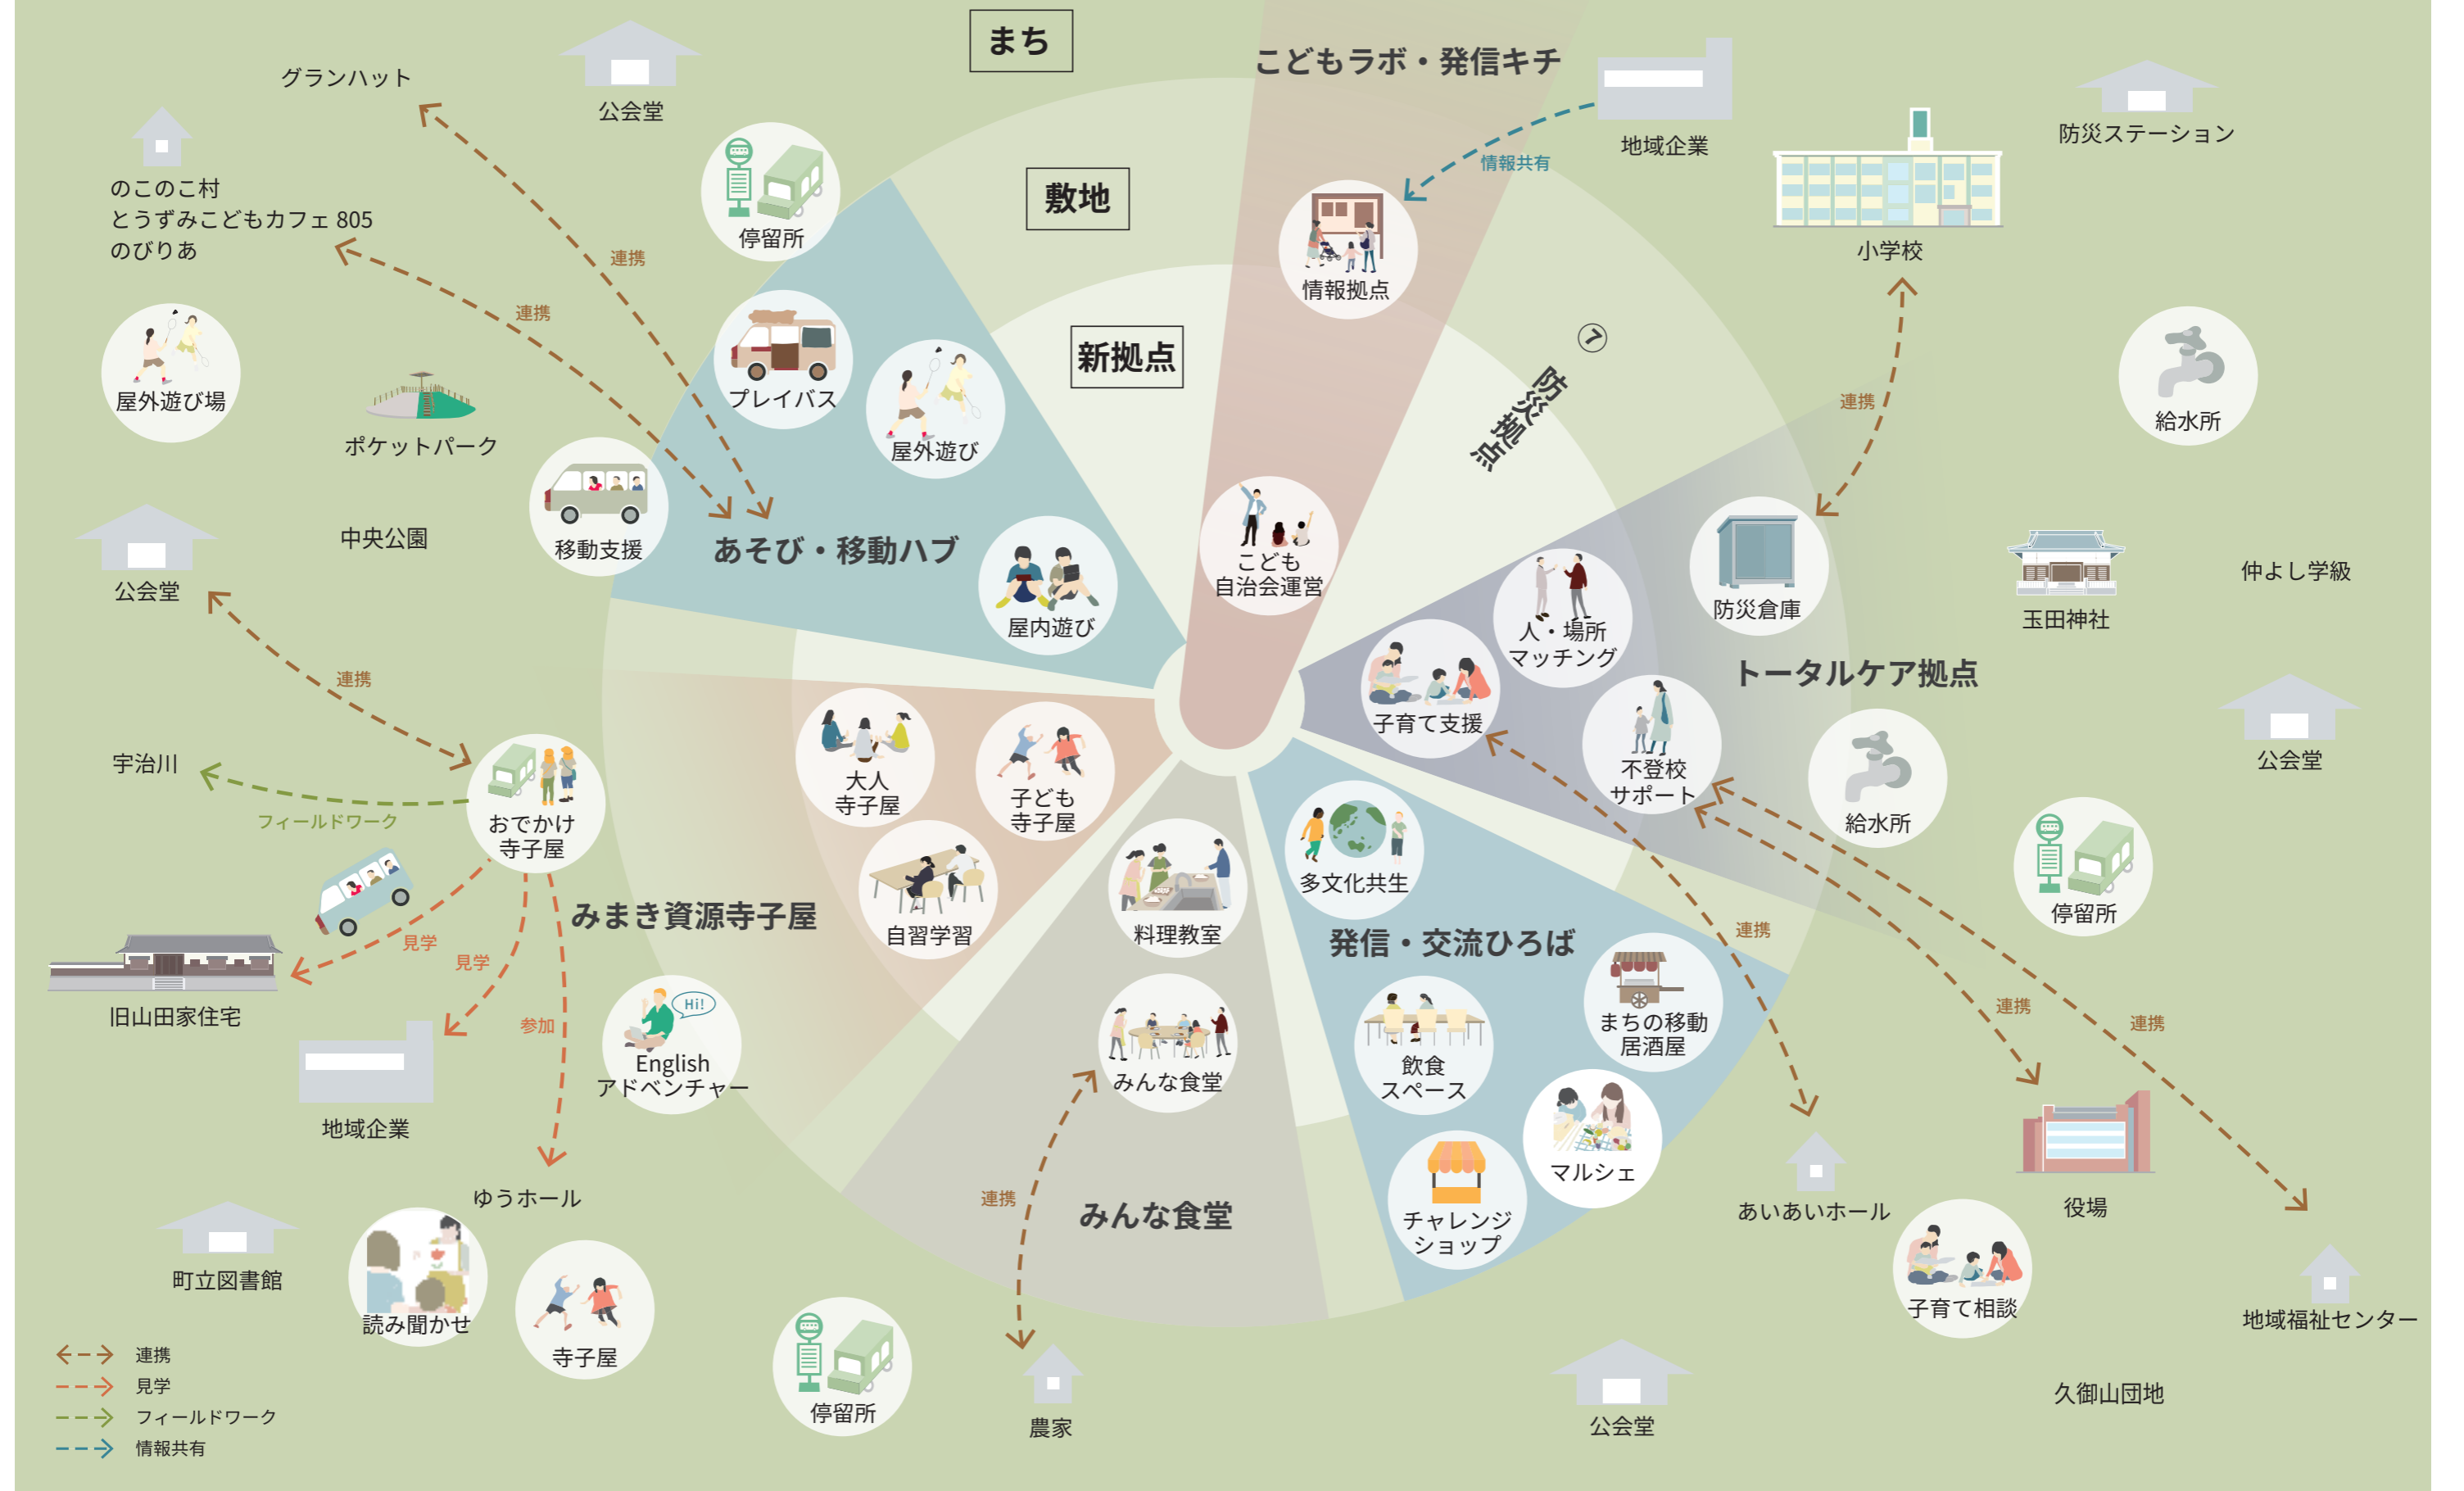 まち
こどもラボ・発信キチ
グランハット
公会堂
地域企業
防災ステーション
情報共有
のこのこ村
とうずみこどもカフェ 805
のびりあ
敷地
停留所
連携
小学校
情報拠点
連携
⑦
防災拠点
新拠点
屋外遊び場
プレイバス
連携
給水所
ポケットパーク
屋外遊び
中央公園
移動支援
あそび・移動ハブ
こども
自治会運営
公会堂
屋内遊び
人・場所
マッチング
防災倉庫
玉田神社
仲よし学級
連携
トータルケア拠点
子育て支援
宇治川
フィールドワーク
大人
寺子屋
子ども
寺子屋
不登校
サポート
公会堂
おでかけ
寺子屋
給水所
多文化共生
みまき資源寺子屋
自習学習
料理教室
発信・交流ひろば
連携
停留所
見学
見学
旧山田家住宅
参加
まちの移動
居酒屋
連携
連携
Hi!
English
アドベンチャー
みんな食堂
飲食
スペース
地域企業
マルシェ
ゆうホール
連携
みんな食堂
チャレンジ
ショップ
あいあいホール
役場
町立図書館
読み聞かせ
寺子屋
子育て相談
地域福祉センター
停留所
農家
公会堂
久御山団地
連携
見学
フィールドワーク
情報共有